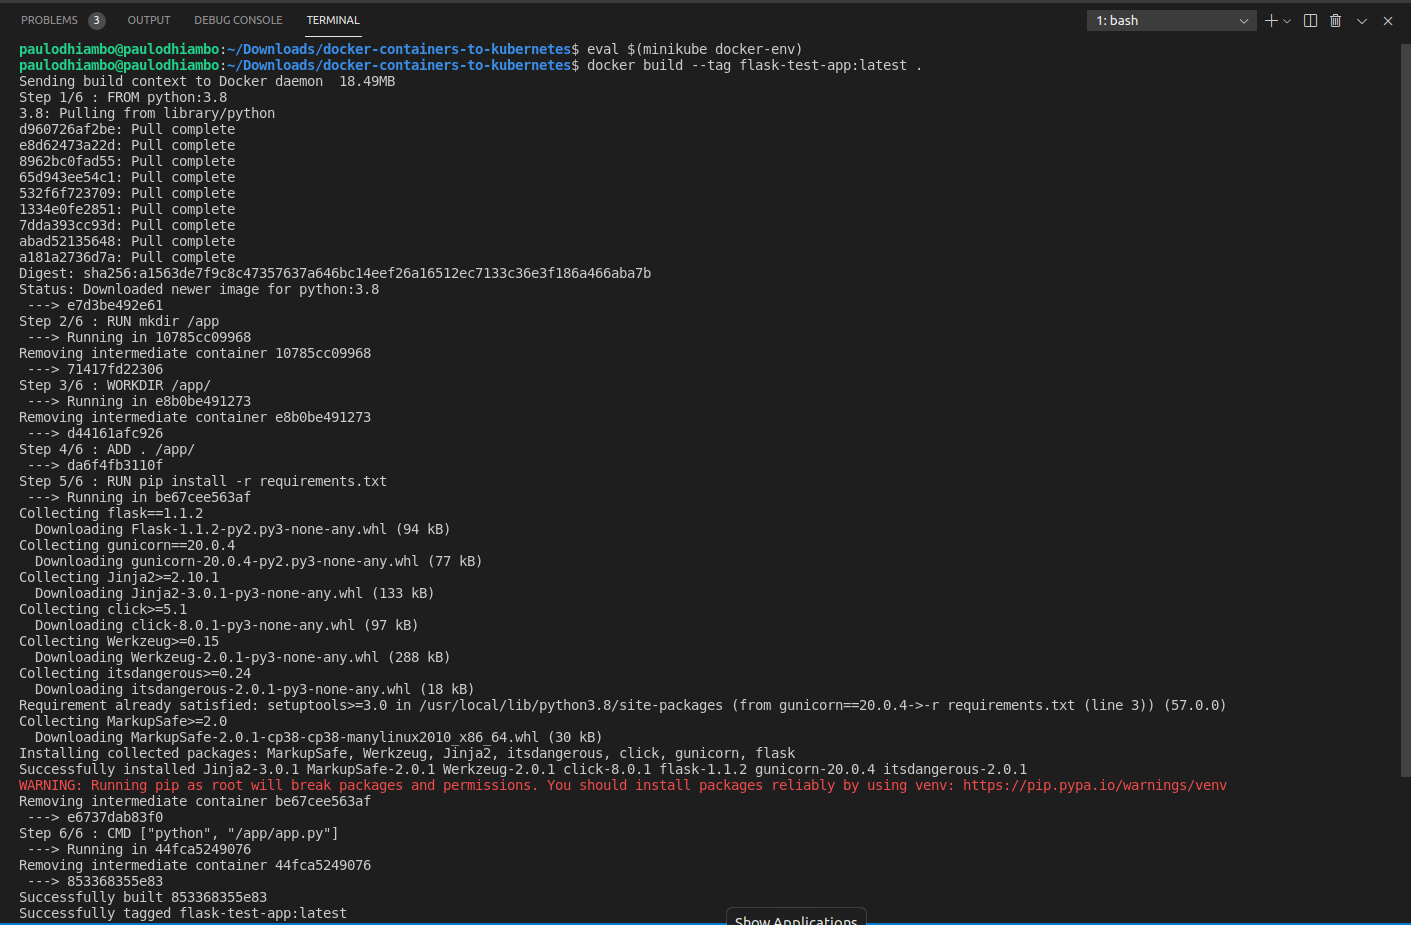 PROBLEMS 3 OUTPUT DEBUG CONSOLE TERMINAL 1: bash
paulodhiambo@paulodhiambo:~/Downloads/docker-containers-to-kubernetes$ eval $(minikube docker-env)
paulodhiambo@paulodhiambo:~/Downloads/docker-containers-to-kubernetes$ docker build --tag flask-test-app:latest .
Sending build context to Docker daemon  18.49MB
Step 1/6 : FROM python:3.8
3.8: Pulling from library/python
d960726af2be: Pull complete
e8d62473a22d: Pull complete
8962bc0fad55: Pull complete
65d943ee54c1: Pull complete
532f6f723709: Pull complete
1334e0fe2851: Pull complete
7dda393cc93d: Pull complete
abad52135648: Pull complete
a181a2736d7a: Pull complete
Digest: sha256:a1563de7f9c8c47357637a646bc14eef26a16512ec7133c36e3f186a466aba7b
Status: Downloaded newer image for python:3.8
 ---> e7d3be492e61
Step 2/6 : RUN mkdir /app
 ---> Running in 10785cc09968
Removing intermediate container 10785cc09968
 ---> 71417fd22306
Step 3/6 : WORKDIR /app/
 ---> Running in e8b0be491273
Removing intermediate container e8b0be491273
 ---> d44161afc926
Step 4/6 : ADD . /app/
 ---> da6f4fb3110f
Step 5/6 : RUN pip install -r requirements.txt
 ---> Running in be67cee563af
Collecting flask==1.1.2
  Downloading Flask-1.1.2-py2.py3-none-any.whl (94 kB)
Collecting gunicorn==20.0.4
  Downloading gunicorn-20.0.4-py2.py3-none-any.whl (77 kB)
Collecting Jinja2>=2.10.1
  Downloading Jinja2-3.0.1-py3-none-any.whl (133 kB)
Collecting click>=5.1
  Downloading click-8.0.1-py3-none-any.whl (97 kB)
Collecting Werkzeug>=0.15
  Downloading Werkzeug-2.0.1-py3-none-any.whl (288 kB)
Collecting itsdangerous>=0.24
  Downloading itsdangerous-2.0.1-py3-none-any.whl (18 kB)
Requirement already satisfied: setuptools>=3.0 in /usr/local/lib/python3.8/site-packages (from gunicorn==20.0.4->-r requirements.txt (line 3)) (57.0.0)
Collecting MarkupSafe>=2.0
  Downloading MarkupSafe-2.0.1-cp38-cp38-manylinux2010_x86_64.whl (30 kB)
Installing collected packages: MarkupSafe, Werkzeug, Jinja2, itsdangerous, click, gunicorn, flask
Successfully installed Jinja2-3.0.1 MarkupSafe-2.0.1 Werkzeug-2.0.1 click-8.0.1 flask-1.1.2 gunicorn-20.0.4 itsdangerous-2.0.1
WARNING: Running pip as root will break packages and permissions. You should install packages reliably by using venv: https://pip.pypa.io/warnings/venv
Removing intermediate container be67cee563af
 ---> e6737dab83f0
Step 6/6 : CMD ["python", "/app/app.py"]
 ---> Running in 44fca5249076
Removing intermediate container 44fca5249076
 ---> 853368355e83
Successfully built 853368355e83
Successfully tagged flask-test-app:latest
Show Applications